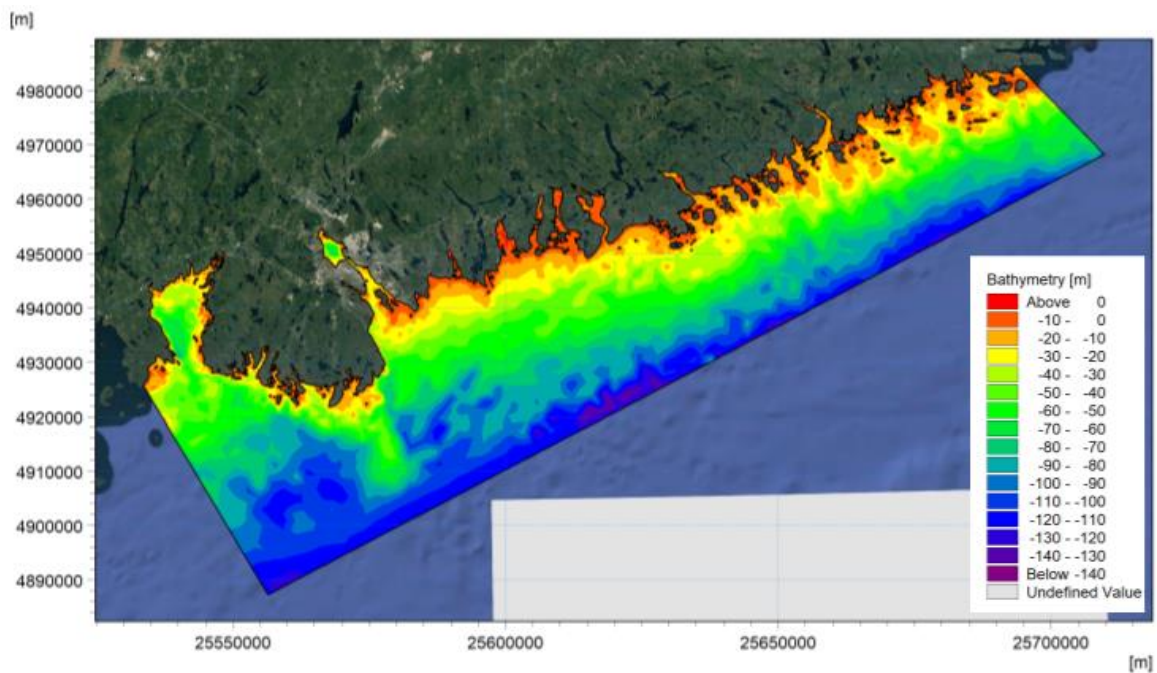 [m]
4980000
4970000
4960000
4950000
4940000
4930000
4920000
4910000
4900000
4890000
Bathymetry [m]
Above 0
-10 - 0
-20 - -10
-30 - -20
-40 - -30
-50 - -40
-60 - -50
-70 - -60
-80 - -70
-90 - -80
-100 - -90
-110 - -100
-120 - -110
-130 - -120
-140 - -130
Below -140
Undefined Value
25550000 25600000 25650000 25700000
[m]